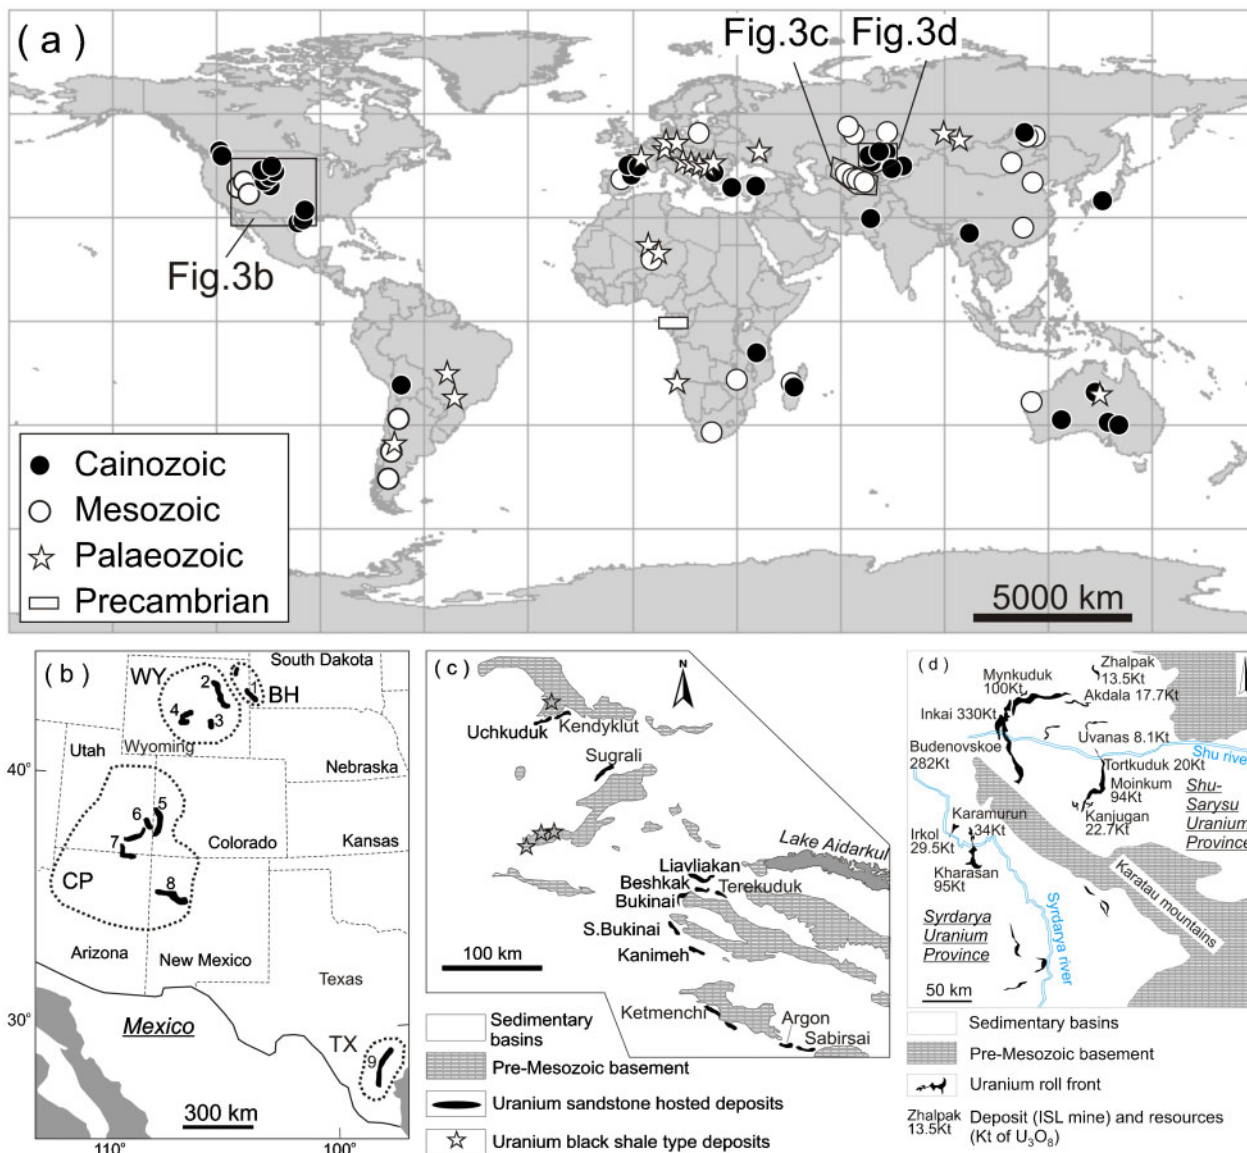 ( a )
Fig.3c
Fig.3d
Fig.3b
Cainozoic
Mesozoic
Palaeozoic
Precambrian
5000 km
( b )
WY
South Dakota
BH
1
2
3
4
Wyoming
Utah
40°
Nebraska
5
6
7
Colorado
Kansas
CP
8
Arizona
New Mexico
Texas
30°
Mexico
TX
9
300 km
110°
100°
( c )
N
Uchkuduk
Kendyklut
Sugrali
Lake Aidarkul
Liavliakan
Beshkak
Terekuduk
Bukinai
S.Bukinai
Kanimeh
100 km
Ketmenchi
Argon
Sabirsai
Sedimentary
basins
Pre-Mesozoic basement
Uranium sandstone hosted deposits
Uranium black shale type deposits
( d )
Mynkuduk
100Kt
Zhalpak
13.5Kt
Akdala 17.7Kt
Inkai 330Kt
Uvanas 8.1Kt
Budenovskoe
282Kt
Shu river
Tortkuduk 20Kt
Moinkum
94Kt
Kanjugan
22.7Kt
Shu-
Sarysu
Uranium
Province
Karamurun
34Kt
Irkol
29.5Kt
Kharasan
95Kt
Karatau mountains
Syrdarya
Uranium
Province
Syrdarya river
50 km
Sedimentary basins
Pre-Mesozoic basement
Uranium roll front
Zhalpak
13.5Kt
Deposit (ISL mine) and resources
(Kt of U₃O₈)